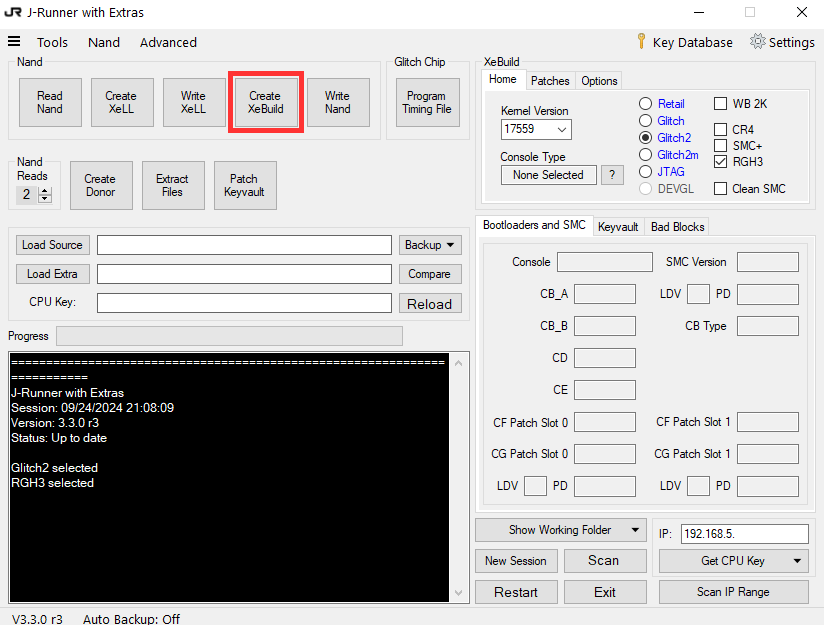 J-Runner with Extras
Tools Nand Advanced
Key Database Settings
Nand
Read Nand
Create XeLL
Write XeLL
Create XeBuild
Write Nand
Glitch Chip
Program Timing File
Nand Reads
2
Create Donor
Extract Files
Patch Keyvault
XeBuild
Home Patches Options
Kernel Version
17559
Console Type
None Selected ?
Retail
Glitch
Glitch2
Glitch2m
JTAG
DEVGL
WB 2K
CR4
SMC+
RGH3
Clean SMC
Load Source Backup
Load Extra Compare
CPU Key: Reload
Progress
================================================================
===========
J-Runner with Extras
Session: 09/24/2024 21:08:09
Version: 3.3.0 r3
Status: Up to date
Glitch2 selected
RGH3 selected
Bootloaders and SMC Keyvault Bad Blocks
Console SMC Version
CB_A LDV PD
CB_B CB Type
CD
CE
CF Patch Slot 0 CF Patch Slot 1
CG Patch Slot 0 CG Patch Slot 1
LDV PD LDV PD
Show Working Folder
New Session Scan
Restart Exit
IP: 192.168.5.
Get CPU Key
Scan IP Range
V3.3.0 r3 Auto Backup: Off